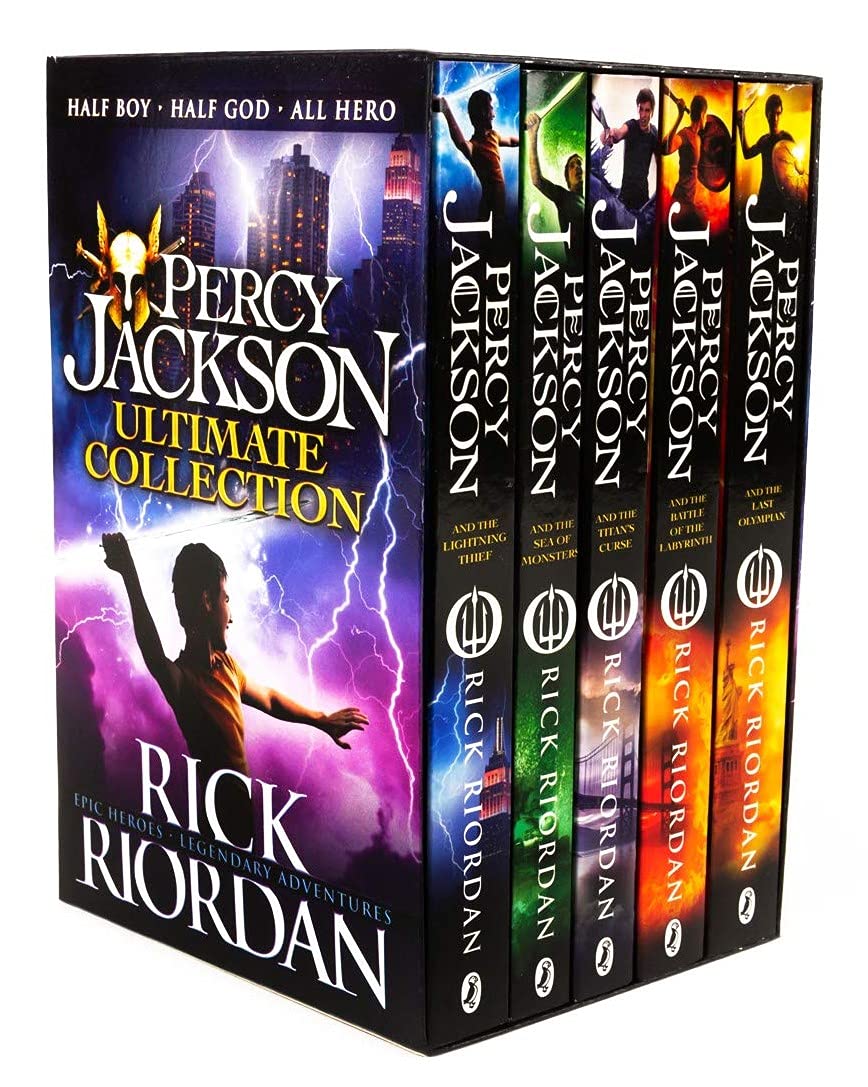 HALF BOY · HALF GOD · ALL HERO
PERCY
JACKSON
ULTIMATE
COLLECTION
RICK
EPIC HEROES · LEGENDARY ADVENTURES
RIORDAN
PERCY
JACKSON
AND THE
LIGHTNING
THIEF
RICK RIORDAN
PERCY
JACKSON
AND THE
SEA OF
MONSTERS
RICK RIORDAN
PERCY
JACKSON
AND THE
TITAN'S
CURSE
RICK RIORDAN
PERCY
JACKSON
AND THE
BATTLE
OF THE
LABYRINTH
RICK RIORDAN
PERCY
JACKSON
AND THE
LAST
OLYMPIAN
RICK RIORDAN